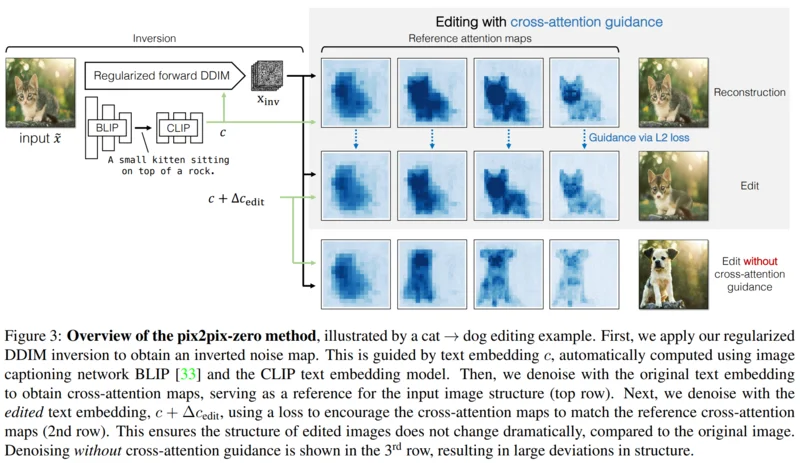 Editing with cross-attention guidance
Inversion
Reference attention maps
Regularized forward DDIM
x_inv
Reconstruction
BLIP
CLIP
c
input x̃
Guidance via L2 loss
A small kitten sitting
on top of a rock.
Edit
c + Δc_edit
Edit without
cross-attention
guidance
Figure 3: Overview of the pix2pix-zero method, illustrated by a cat → dog editing example. First, we apply our regularized
DDIM inversion to obtain an inverted noise map. This is guided by text embedding c, automatically computed using image
captioning network BLIP [33] and the CLIP text embedding model. Then, we denoise with the original text embedding
to obtain cross-attention maps, serving as a reference for the input image structure (top row). Next, we denoise with the
edited text embedding, c + Δc_edit, using a loss to encourage the cross-attention maps to match the reference cross-attention
maps (2nd row). This ensures the structure of edited images does not change dramatically, compared to the original image.
Denoising without cross-attention guidance is shown in the 3rd row, resulting in large deviations in structure.